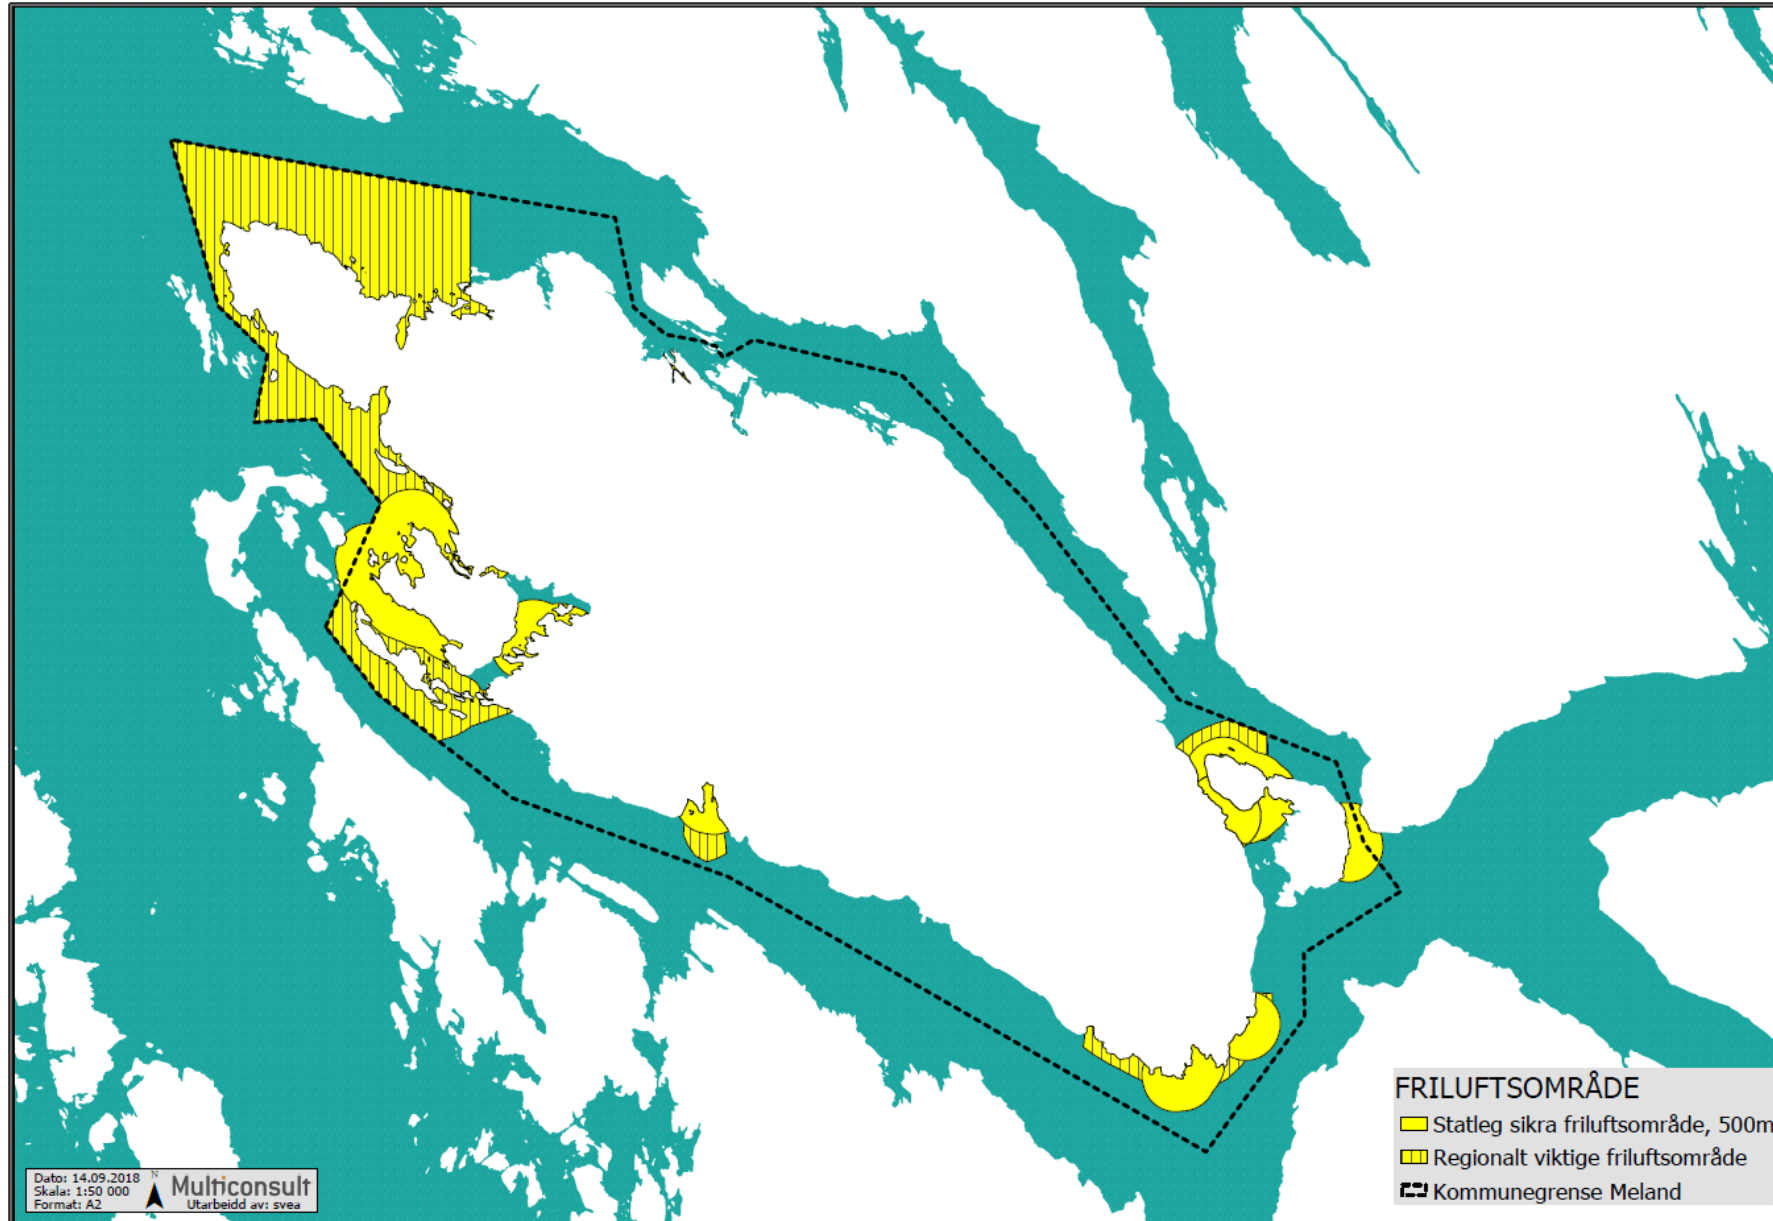 FRILUFTSOMRÅDE
Statleg sikra friluftsområde, 500m
Regionalt viktige friluftsområde
Kommunegrense Meland
Dato: 14.09.2018
Skala: 1:50 000
Format: A2
N
Multiconsult
Utarbeidd av: svea